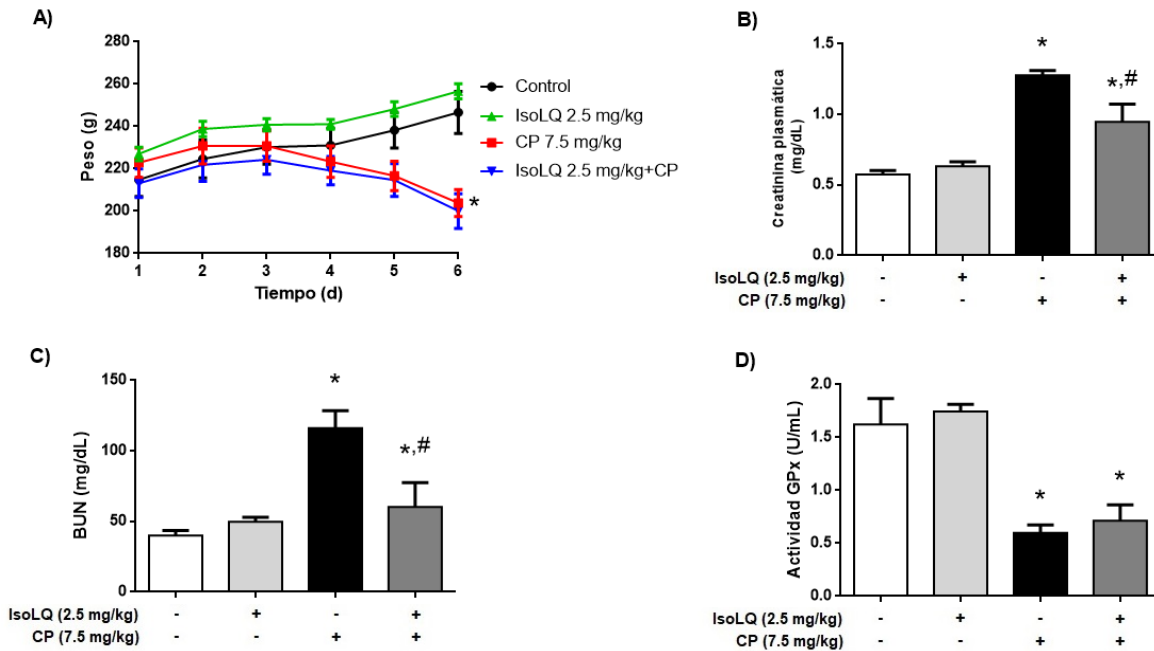 A)
Peso (g)
280
260
240
220
200
180
1 2 3 4 5 6
Tiempo (d)
Control
IsoLQ 2.5 mg/kg
CP 7.5 mg/kg
IsoLQ 2.5 mg/kg+CP
*
B)
Creatinina plasmática
(mg/dL)
1.5
1.0
0.5
0.0
*
*,#
IsoLQ (2.5 mg/kg) - + - +
CP (7.5 mg/kg) - - + +
C)
BUN (mg/dL)
150
100
50
0
*
*,#
IsoLQ (2.5 mg/kg) - + - +
CP (7.5 mg/kg) - - + +
D)
Actividad GPx (U/mL)
2.0
1.5
1.0
0.5
0.0
*
*
IsoLQ (2.5 mg/kg) - + - +
CP (7.5 mg/kg) - - + +